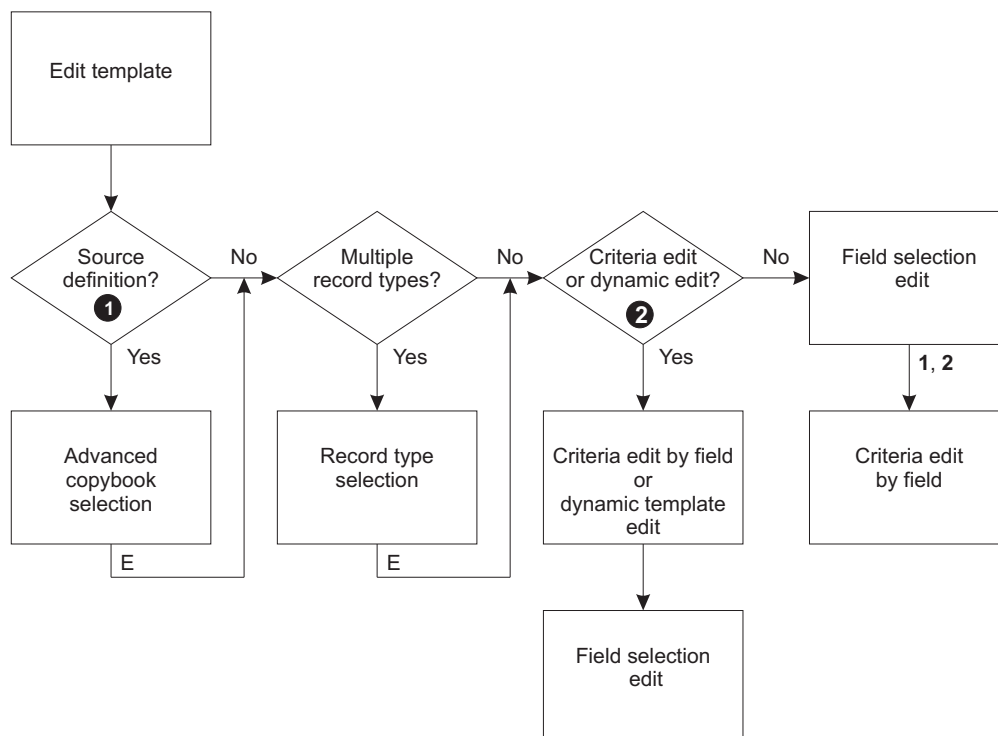 Edit template
Source
definition?
1
No
Multiple
record types?
No
Criteria edit
or dynamic edit?
2
No
Field selection
edit
Yes
Yes
Yes
1, 2
Advanced
copybook
selection
Record type
selection
Criteria edit by field
or
dynamic template
edit
Criteria edit
by field
E
E
Field selection
edit